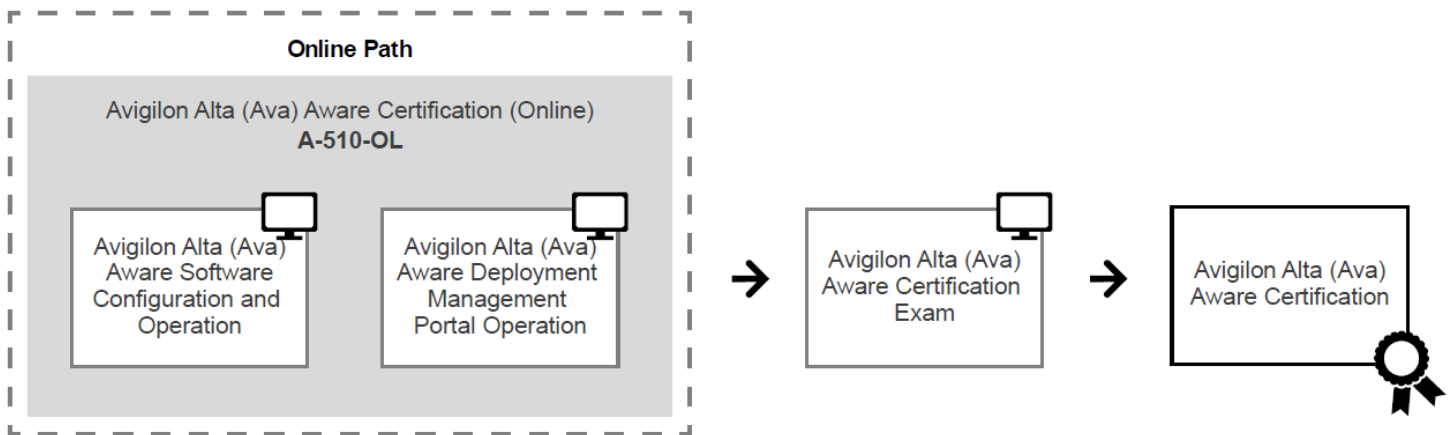 Online Path
Avigilon Alta (Ava) Aware Certification (Online)
A-510-OL
Avigilon Alta (Ava)
Aware Software
Configuration and
Operation
Avigilon Alta (Ava)
Aware Deployment
Management
Portal Operation
Avigilon Alta (Ava)
Aware Certification
Exam
Avigilon Alta (Ava)
Aware Certification